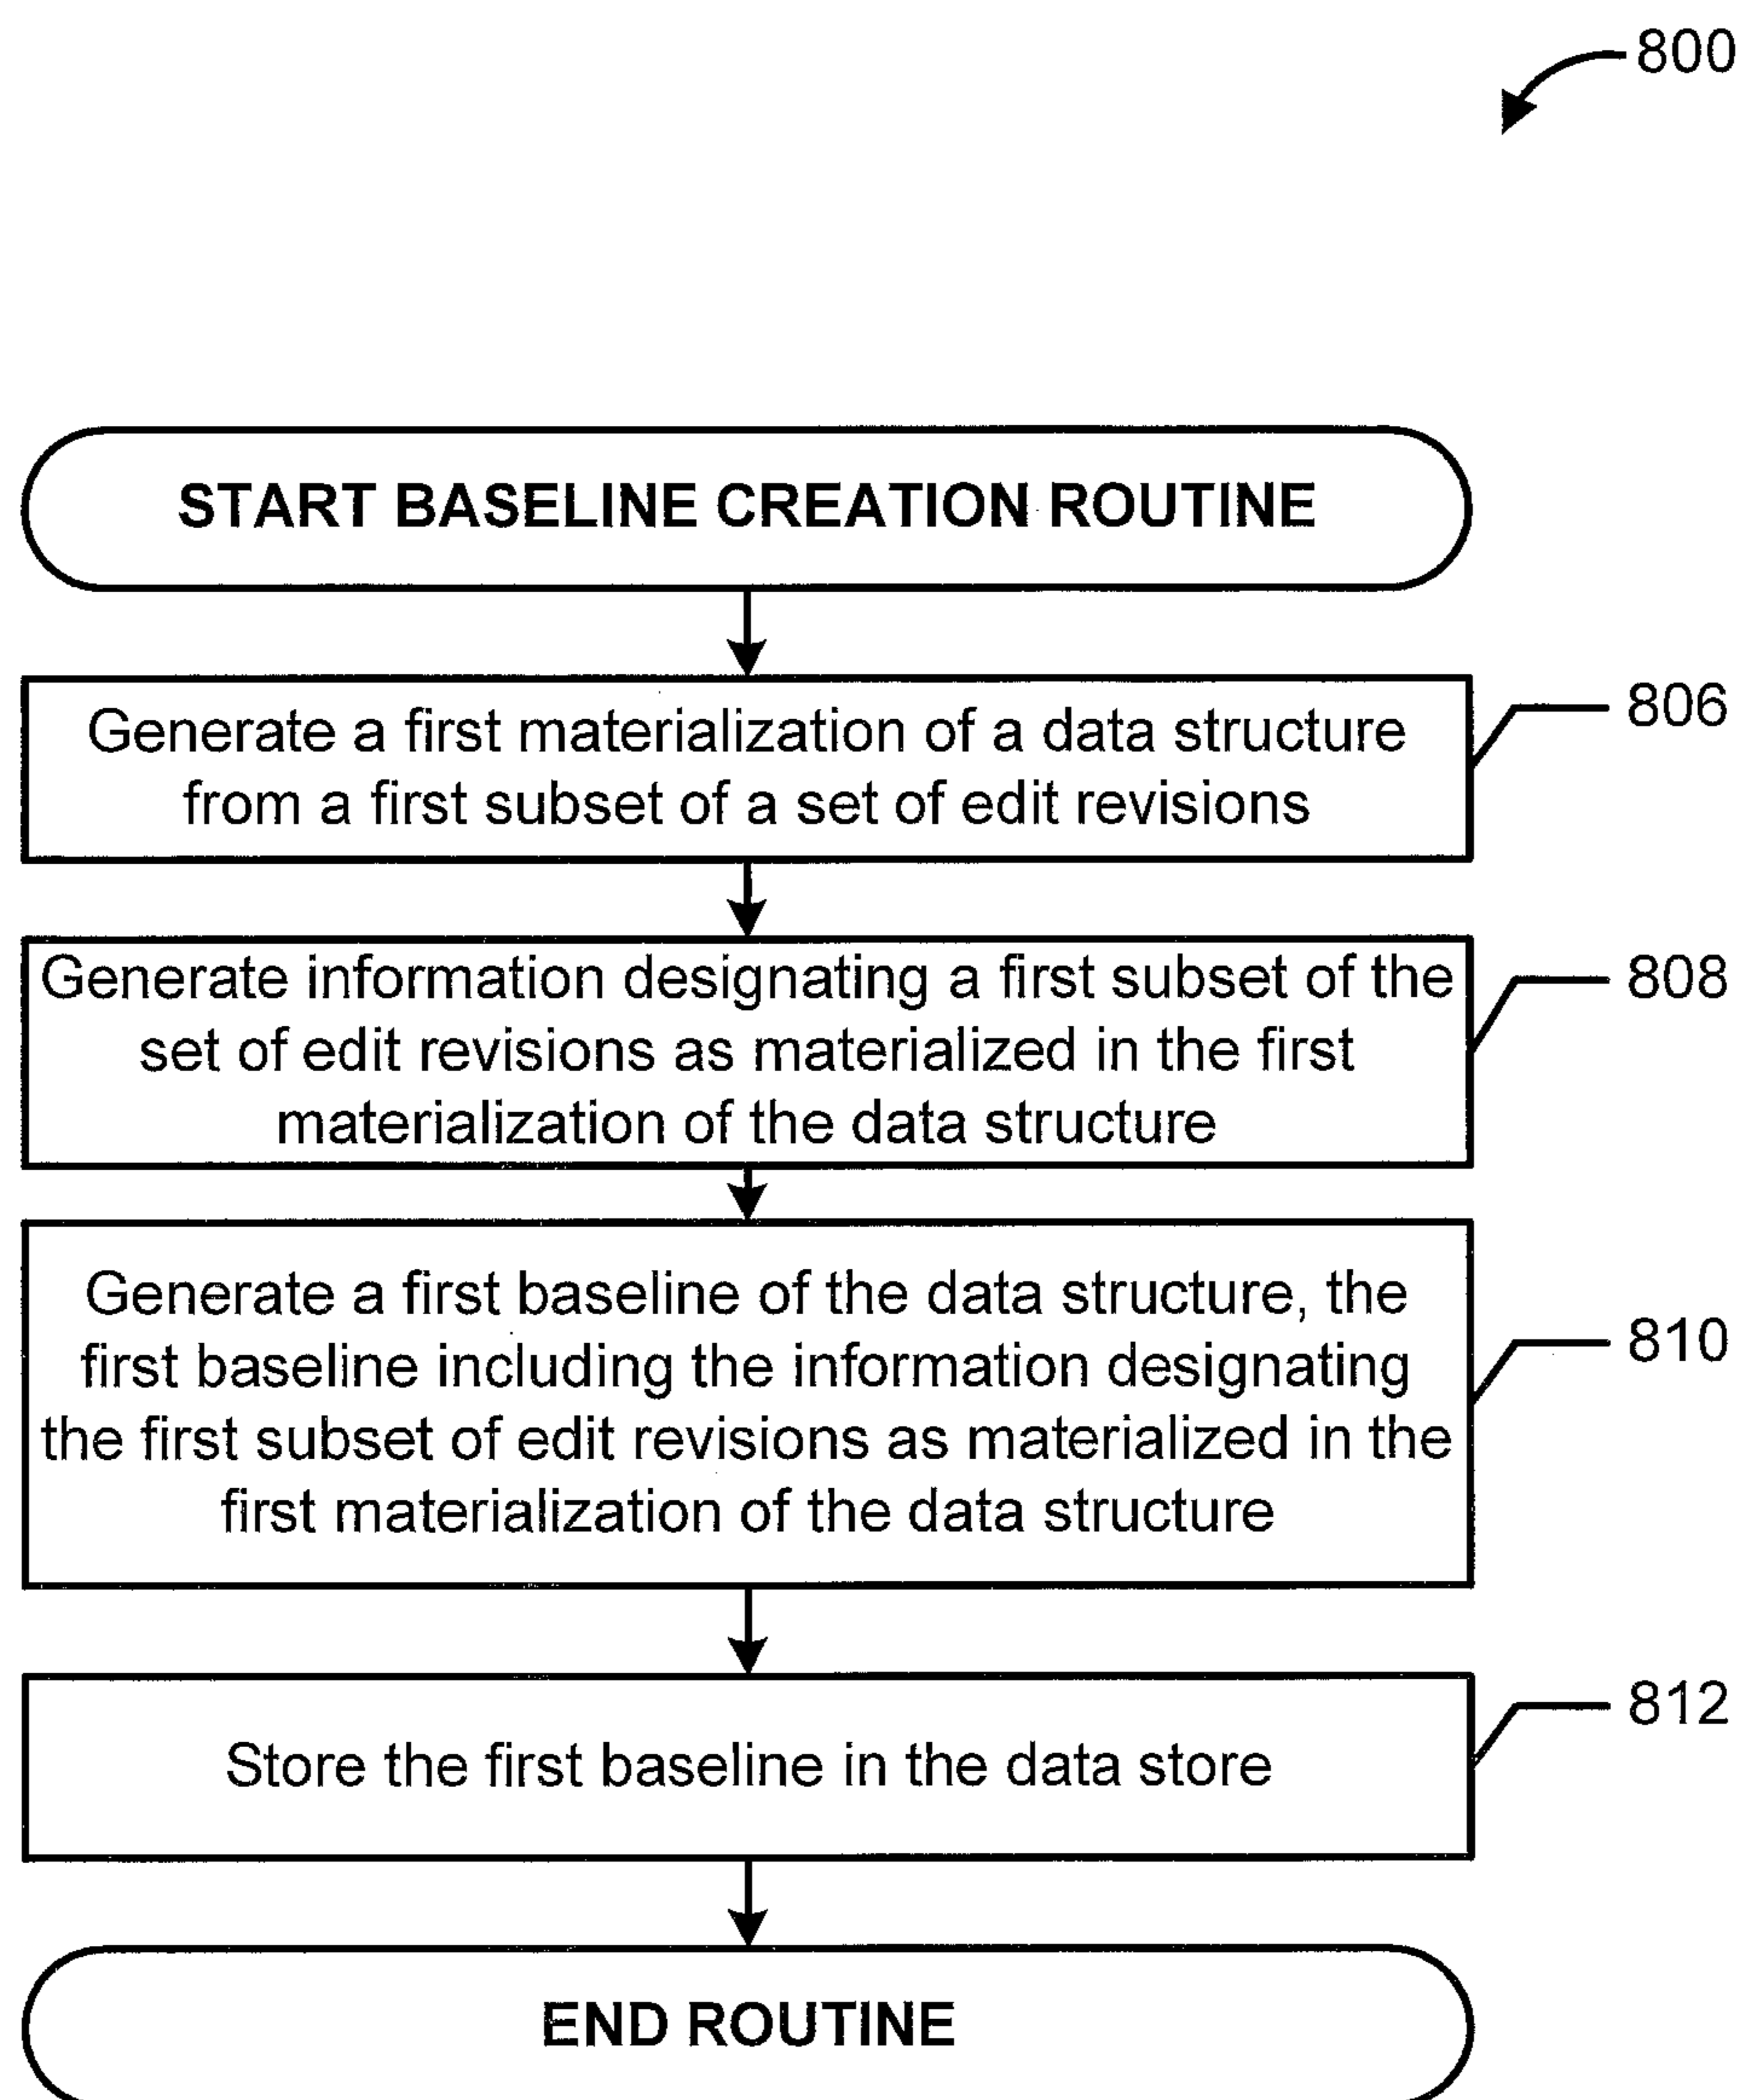 800
START BASELINE CREATION ROUTINE
Generate a first materialization of a data structure
from a first subset of a set of edit revisions
806
Generate information designating a first subset of the
set of edit revisions as materialized in the first
materialization of the data structure
808
Generate a first baseline of the data structure, the
first baseline including the information designating
the first subset of edit revisions as materialized in the
first materialization of the data structure
810
Store the first baseline in the data store
812
END ROUTINE